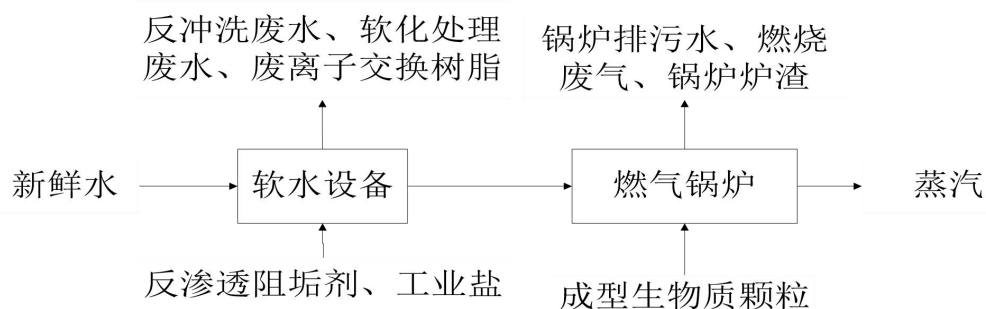 反冲洗废水、软化处理
废水、废离子交换树脂
锅炉排污水、燃烧
废气、锅炉炉渣
新鲜水
软水设备
燃气锅炉
蒸汽
反渗透阻垢剂、工业盐
成型生物质颗粒